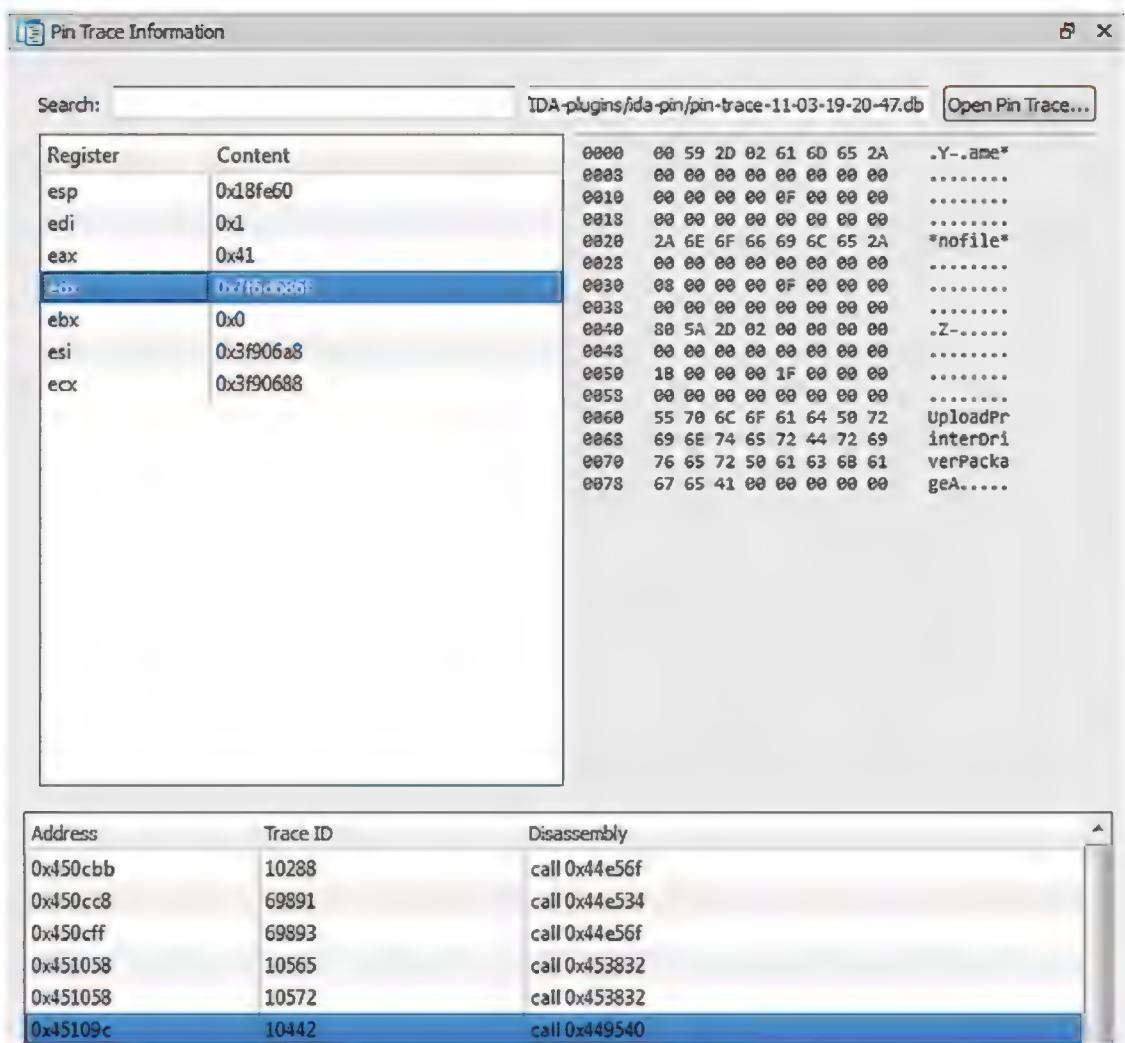 Pin Trace Information
Search: IDA-plugins/ida-pin/pin-trace-11-03-19-20-47.db Open Pin Trace...
Register Content
esp 0x18fe60
edi 0x1
eax 0x41
ebx 0x0
esi 0x3f906a8
ecx 0x3f90688
0000 00 59 2D 02 61 6D 65 2A .Y-.ame*
0008 00 00 00 00 00 00 00 00 ........
0010 00 00 00 00 0F 00 00 00 ........
0018 00 00 00 00 00 00 00 00 ........
0020 2A 6E 6F 66 69 6C 65 2A *nofile*
0028 00 00 00 00 00 00 00 00 ........
0030 08 00 00 00 0F 00 00 00 ........
0038 00 00 00 00 00 00 00 00 ........
0040 80 5A 2D 02 00 00 00 00 .Z-.....
0048 00 00 00 00 00 00 00 00 ........
0050 1B 00 00 00 1F 00 00 00 ........
0058 00 00 00 00 00 00 00 00 ........
0060 55 70 6C 6F 61 64 50 72 UploadPr
0068 69 6E 74 65 72 44 72 69 interDri
0070 76 65 72 50 61 63 6B 61 verPacka
0078 67 65 41 00 00 00 00 00 geA.....
Address Trace ID Disassembly
0x450cbb 10288 call 0x44e56f
0x450cc8 69891 call 0x44e534
0x450cff 69893 call 0x44e56f
0x451058 10565 call 0x453832
0x451058 10572 call 0x453832
0x45109c 10442 call 0x449540